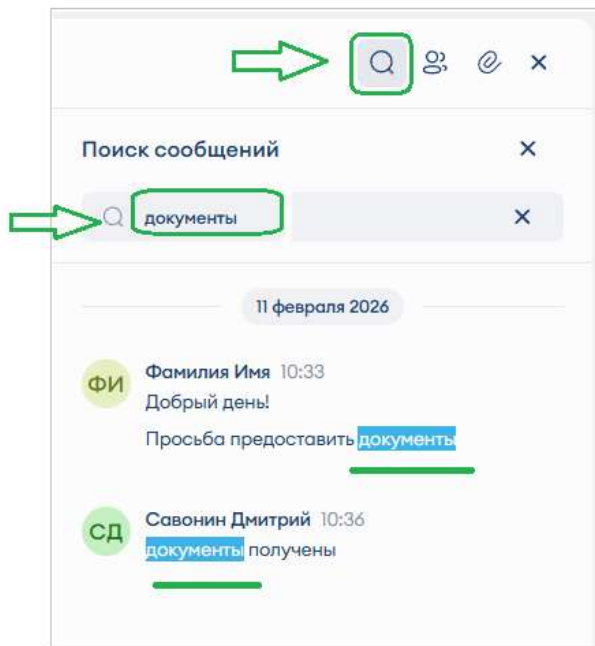 Поиск сообщений
документы
11 февраля 2026
ФИ
Фамилия Имя 10:33
Добрый день!
Просьба предоставить документы
СД
Савонин Дмитрий 10:36
документы получены